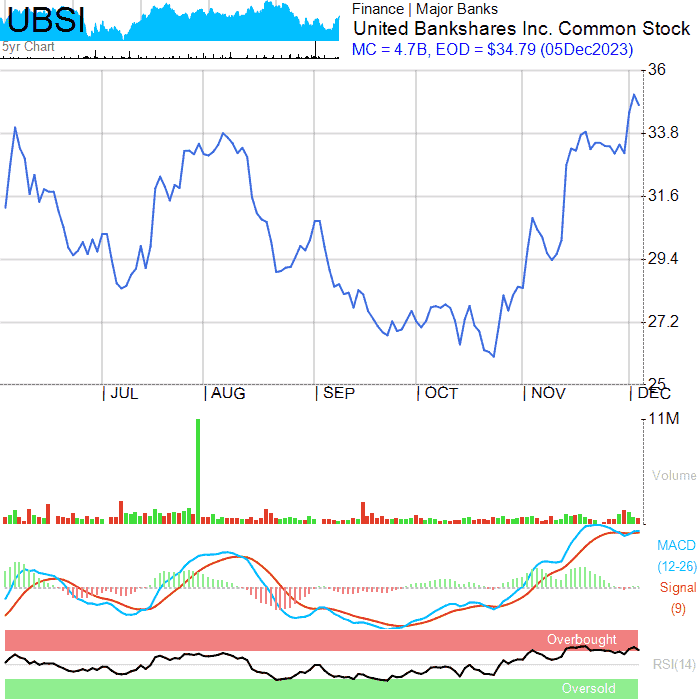 UBSI
5yr Chart
Finance | Major Banks
United Bankshares Inc. Common Stock
MC = 4.7B, EOD = $34.79 (05Dec2023)
36
33.8
31.6
29.4
27.2
25
JUL AUG SEP OCT NOV DEC
11M
Volume
MACD
(12-26)
Signal
(9)
Overbought
RSI(14)
Oversold